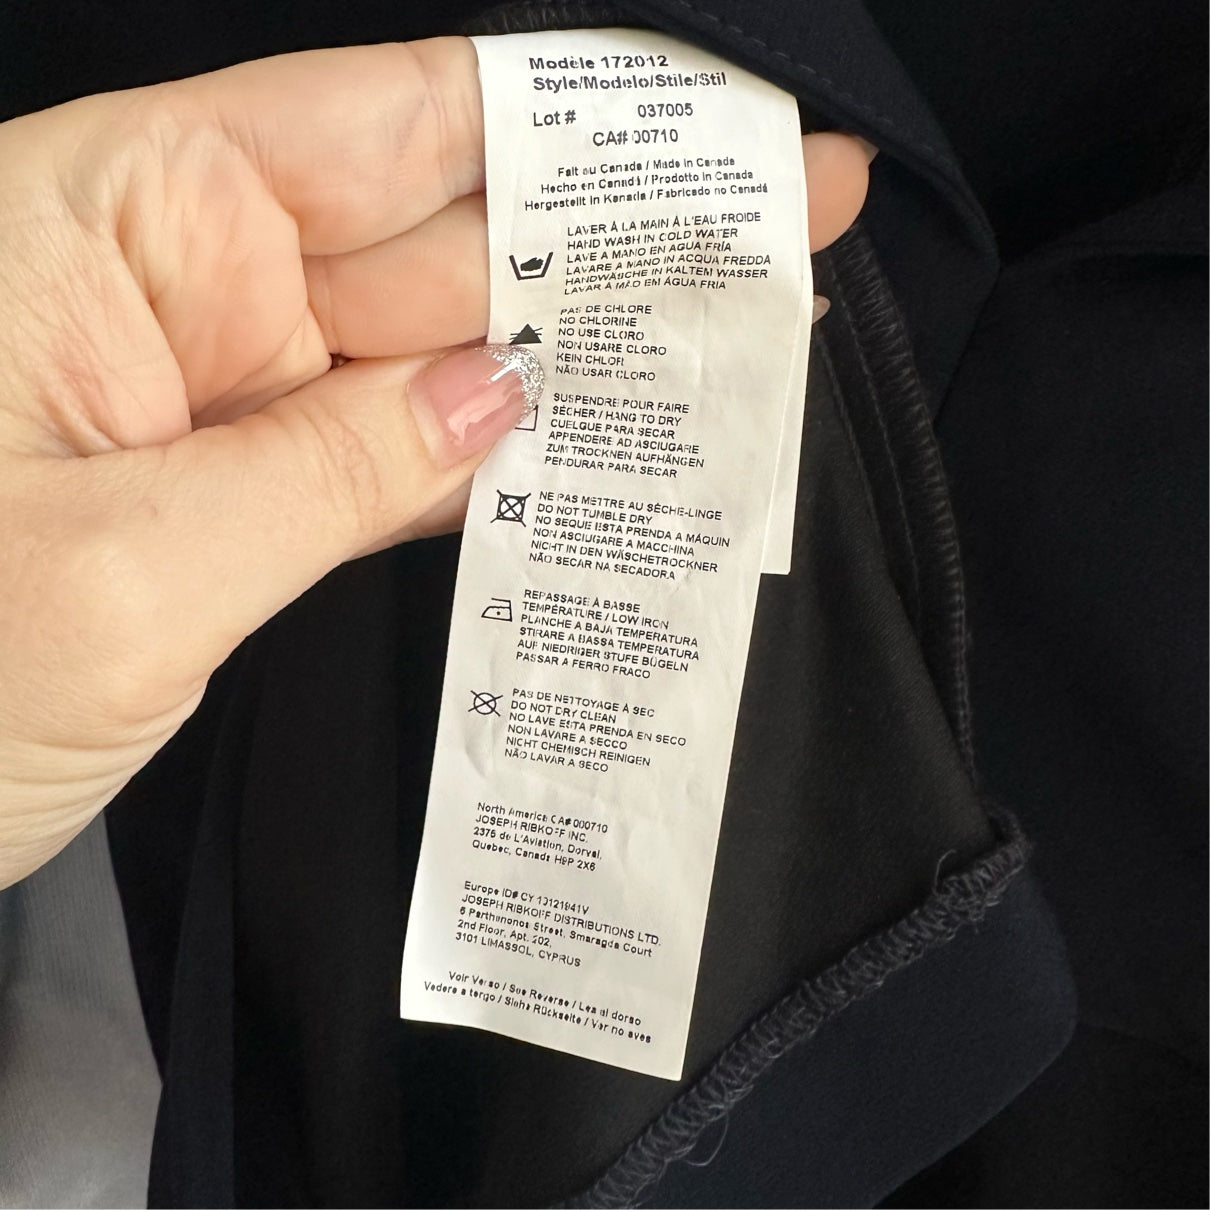 Modèle 172012
Style/Modelo/Stile/Stil
Lot # 037005
CA# 00710
Fait au Canada / Made in Canada
Hecho en Canadá / Prodotto in Canada
Hergestellt in Kanada / Fabricado no Canadá
LAVER À LA MAIN À L'EAU FROIDE
HAND WASH IN COLD WATER
LAVE A MANO EN AGUA FRÍA
LAVARE A MANO IN ACQUA FREDDA
HANDWÄSCHE IN KALTEM WASSER
LAVAR À MÃO EM ÁGUA FRIA
PAS DE CHLORE
NO CHLORINE
NO USE CLORO
NON USARE CLORO
KEIN CHLOR
NÃO USAR CLORO
SUSPENDRE POUR FAIRE
SÉCHER / HANG TO DRY
CUELGUE PARA SECAR
APPENDERE AD ASCIUGARE
ZUM TROCKNEN AUFHÄNGEN
PENDURAR PARA SECAR
NE PAS METTRE AU SÈCHE-LINGE
DO NOT TUMBLE DRY
NO SEQUE ESTA PRENDA A MÁQUIN
NON ASCIUGARE A MACCHINA
NICHT IN DEN WÄSCHETROCKNER
NÃO SECAR NA SECADORA
REPASSAGE À BASSE
TEMPÉRATURE / LOW IRON
PLANCHE A BAJA TEMPERATURA
STIRARE A BASSA TEMPERATURA
AUF NIEDRIGER STUFE BÜGELN
PASSAR A FERRO FRACO
PAS DE NETTOYAGE À SEC
DO NOT DRY CLEAN
NO LAVE ESTA PRENDA EN SECO
NON LAVARE A SECCO
NICHT CHEMISCH REINIGEN
NÃO LAVAR A SECO
North America CA# 000710
JOSEPH RIBKOFF INC.
2375 de L'Aviation, Dorval,
Quebec, Canada H9P 2X6
Europe ID# CY 10121941V
JOSEPH RIBKOFF DISTRIBUTIONS LTD.
6 Parthenonos Street, Smaragda Court
2nd Floor, Apt. 202,
3101 LIMASSOL, CYPRUS
Voir Verso / See Reverse / Lea al dorso
Vedere a tergo / Siehe Rückseite / Ver no aves